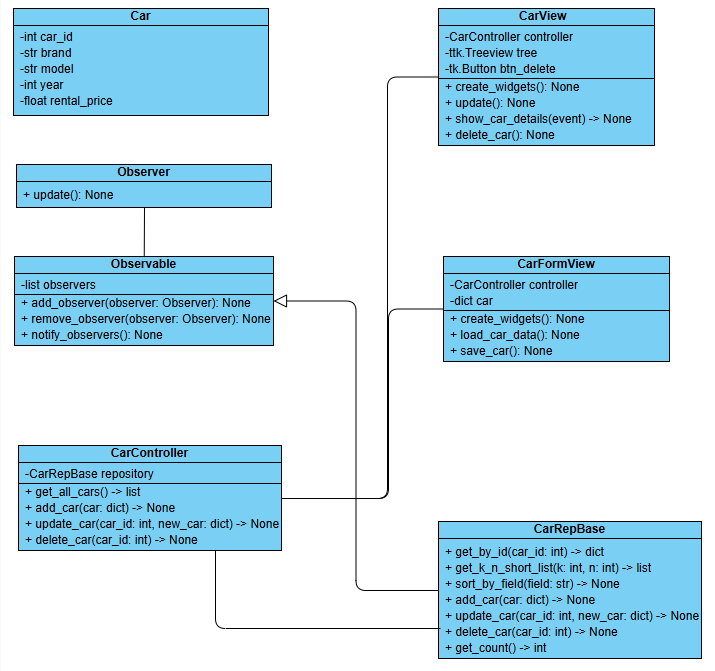 Car
-int car_id
-str brand
-str model
-int year
-float rental_price
CarView
-CarController controller
-ttk.Treeview tree
-tk.Button btn_delete
+ create_widgets(): None
+ update(): None
+ show_car_details(event) -> None
+ delete_car(): None
Observer
+ update(): None
Observable
-list observers
+ add_observer(observer: Observer): None
+ remove_observer(observer: Observer): None
+ notify_observers(): None
CarFormView
-CarController controller
-dict car
+ create_widgets(): None
+ load_car_data(): None
+ save_car(): None
CarController
-CarRepBase repository
+ get_all_cars() -> list
+ add_car(car: dict) -> None
+ update_car(car_id: int, new_car: dict) -> None
+ delete_car(car_id: int) -> None
CarRepBase
+ get_by_id(car_id: int) -> dict
+ get_k_n_short_list(k: int, n: int) -> list
+ sort_by_field(field: str) -> None
+ add_car(car: dict) -> None
+ update_car(car_id: int, new_car: dict) -> None
+ delete_car(car_id: int) -> None
+ get_count() -> int